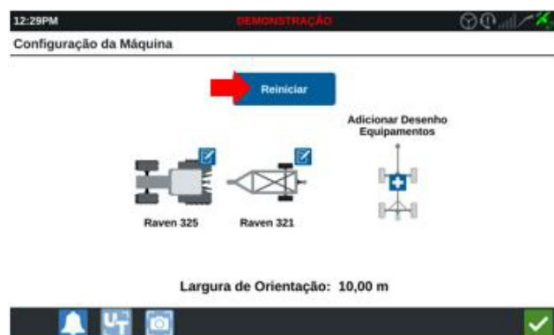 12:29PM
DEMONSTRAÇÃO
Configuração da Máquina
Reiniciar
Adicionar Desenho
Equipamentos
Raven 325
Raven 321
Largura de Orientação: 10,00 m
UT